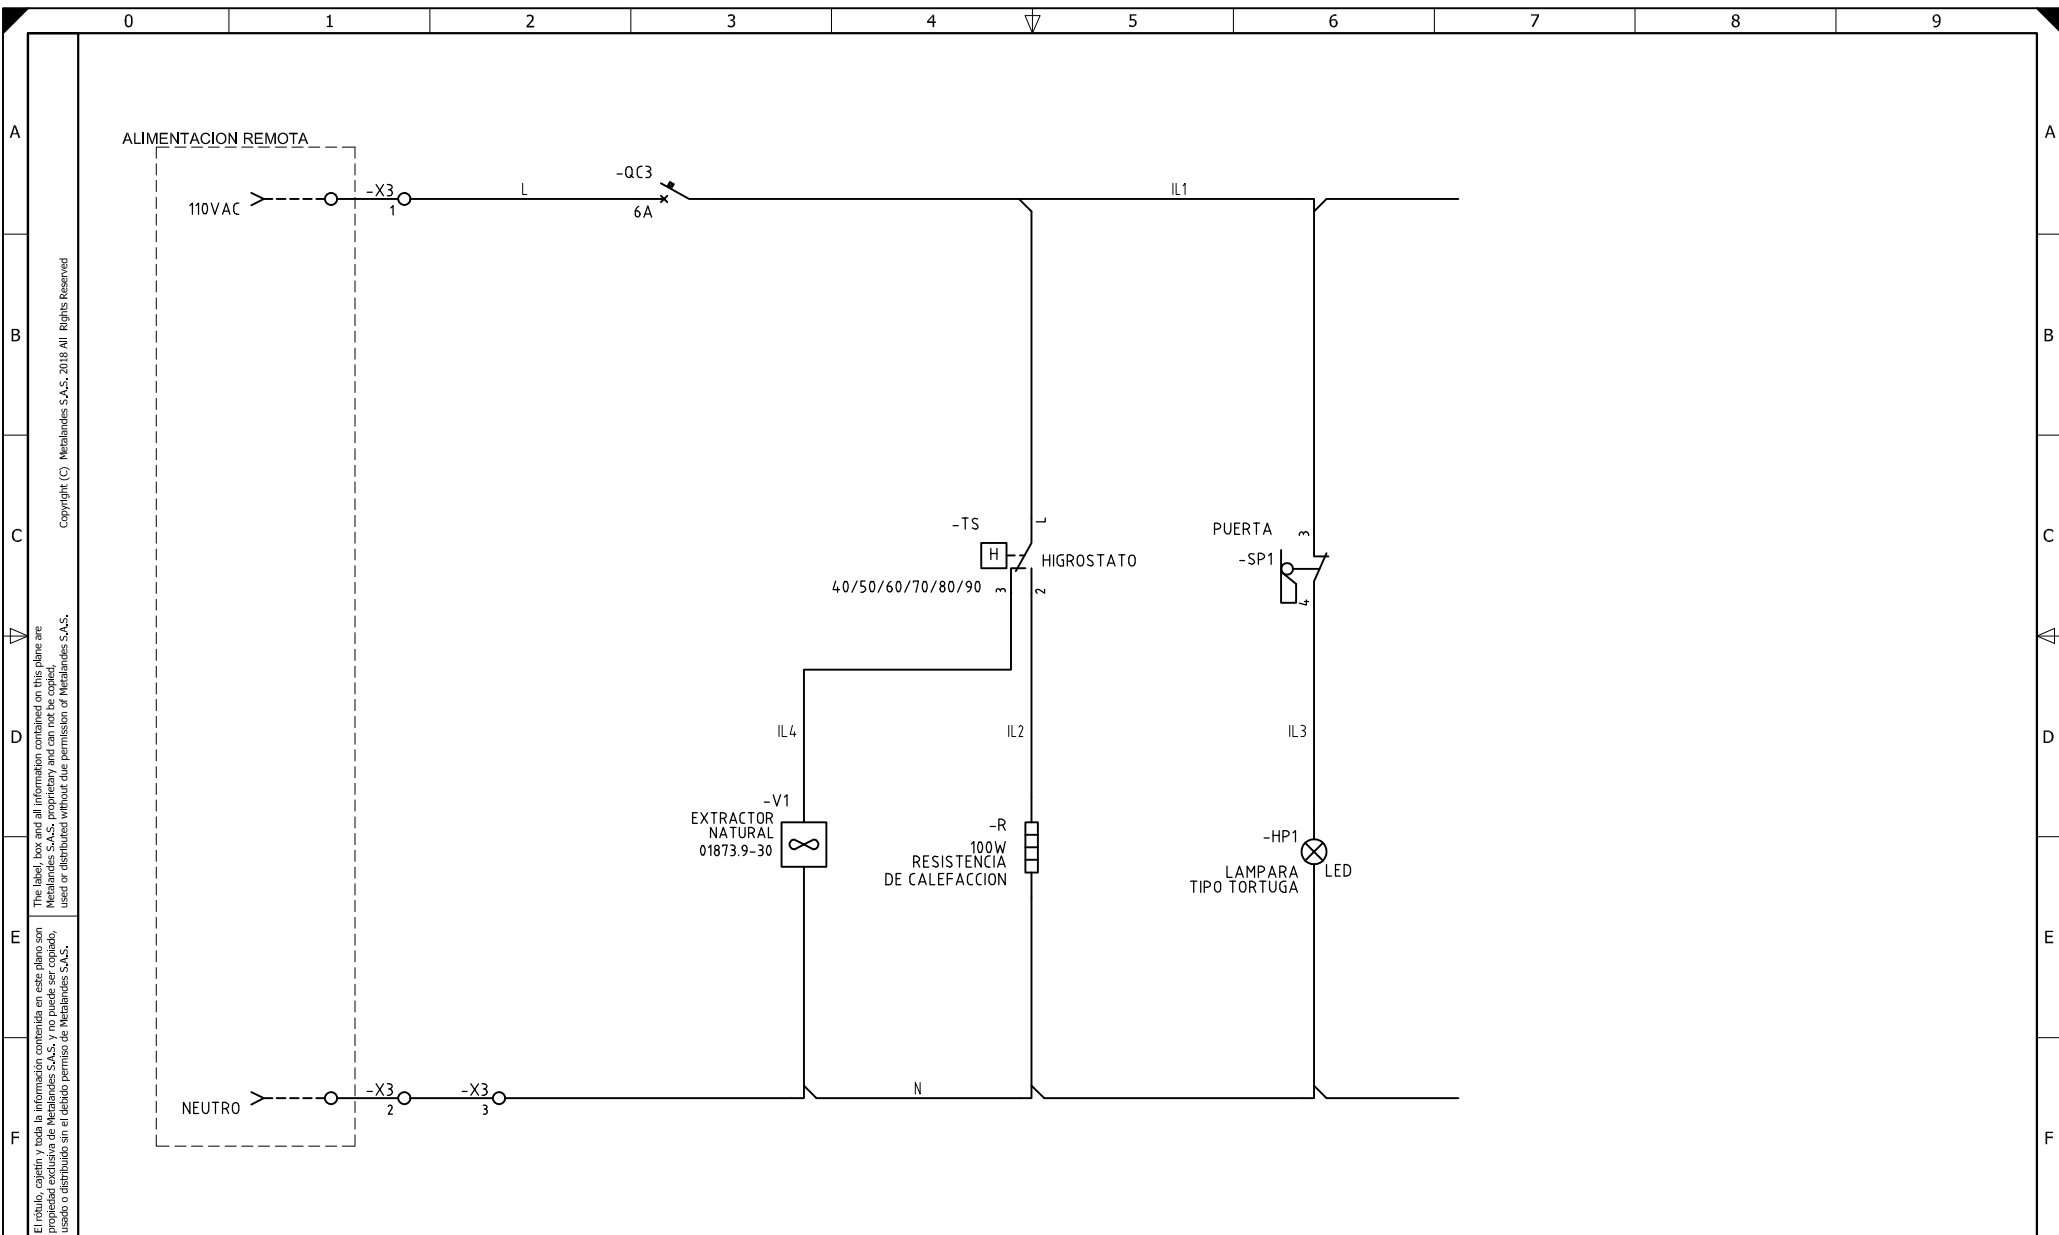 0 1 2 3 4 5 6 7 8 9
A A
ALIMENTACION REMOTA
-QC3
110VAC
-X3
1
L
6A
IL1
B B
C C
-TS
L
H
HIGROSTATO
40/50/60/70/80/90
3
2
PUERTA
3
-SP1
4
D D
IL4
IL2
IL3
-V1
EXTRACTOR
NATURAL
01873.9-30
-R
100W
RESISTENCIA
DE CALEFACCION
-HP1
LAMPARA
TIPO TORTUGA
LED
E E
NEUTRO
-X3
2
-X3
3
N
F F
Copyright (C) Metalandes S.A.S. 2018 All Rights Reserved
The label, box and all information contained on this plane are
Metalandes S.A.S. proprietary and can not be copied,
used or distributed without due permission of Metalandes S.A.S.
El rótulo, cajetín y toda la información contenida en este plano son
propiedad exclusiva de Metalandes S.A.S. y no puede ser copiado,
usado o distribuido sin el debido permiso de Metalandes S.A.S.